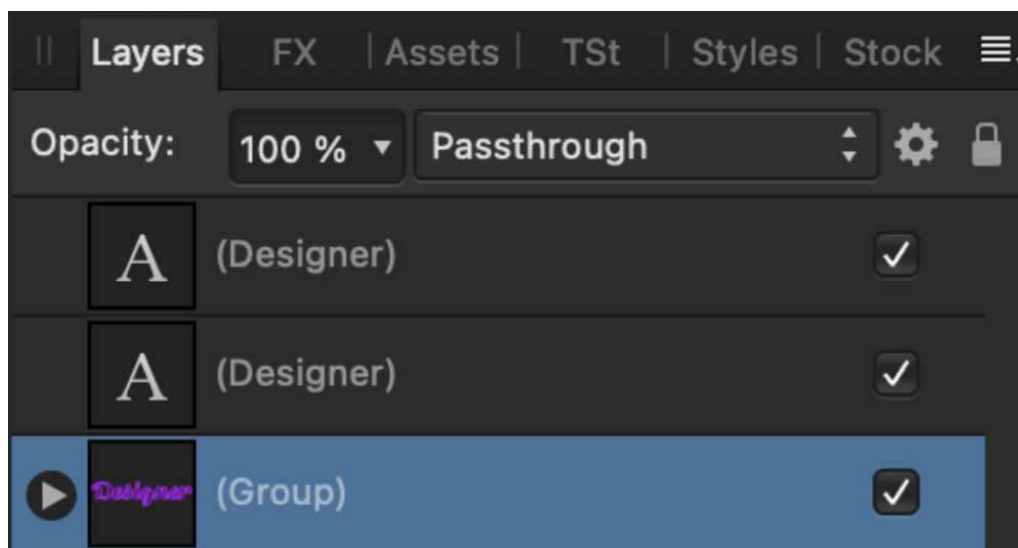 Layers FX Assets TSt Styles Stock
Opacity: 100 % Passthrough
A (Designer)
A (Designer)
Designer (Group)